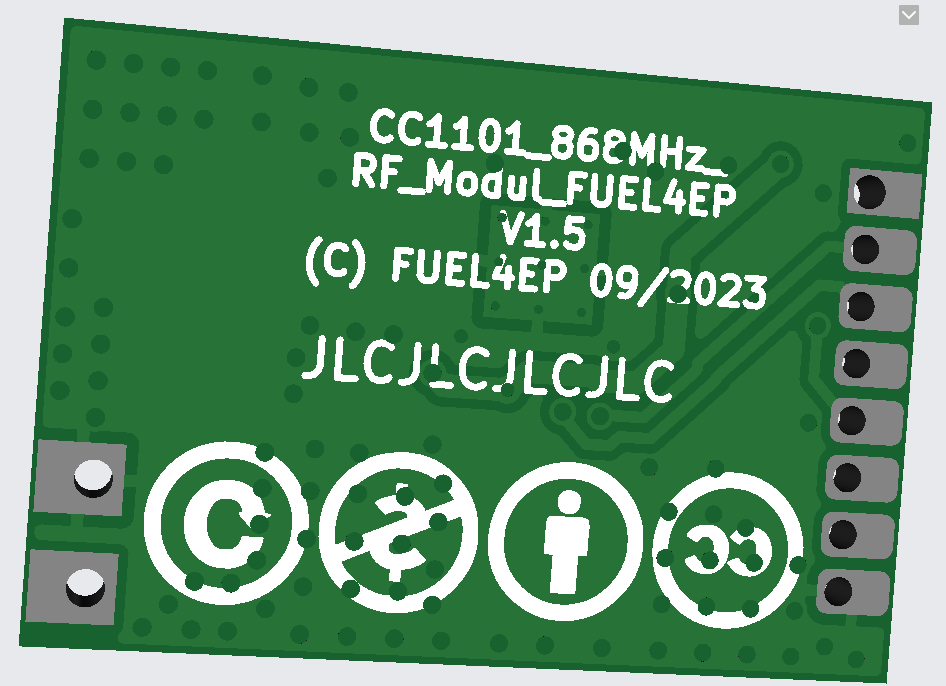 CC1101_868MHz_
RF_Modul_FUEL4EP
V1.5
(C) FUEL4EP 09/2023
JLCJLCJLCJLC